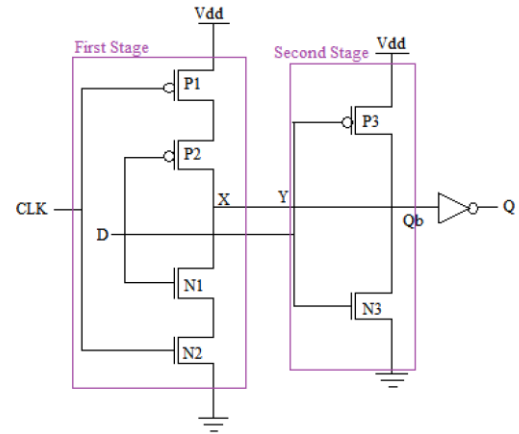 Vdd
First Stage
Second Stage
Vdd
P1
P3
P2
CLK
X
Y
Q
D
Qb
N1
N3
N2